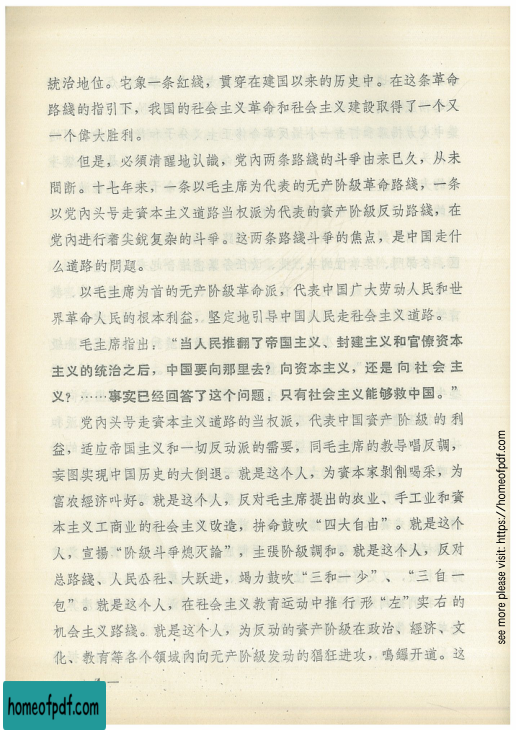 統治地位。它象一条紅綫，貫穿在建国以来的历史中。在这条革命
路綫的指引下，我国的社会主义革命和社会主义建設取得了一个又
一个偉大胜利。
但是，必須清醒地认識，党內两条路綫的斗爭由来已久，从未
間断。十七年来，一条以毛主席为代表的无产阶級革命路綫，一条
以党內头号走資本主义道路当权派为代表的資产阶級反动路綫，在
党內进行着尖銳复杂的斗爭。这两条路綫斗爭的焦点，是中国走什
么道路的問題。
以毛主席为首的无产阶級革命派，代表中国广大劳动人民和世
界革命人民的根本利益，坚定地引导中国人民走社会主义道路。
毛主席指出：“当人民推翻了帝国主义、封建主义和官僚資本
主义的統治之后，中国要向那里去？向資本主义，还是向社会主
义？……事实已經回答了这个問題：只有社会主义能够救中国。”
党內头号走資本主义道路的当权派，代表中国資产阶級的利
益，适应帝国主义和一切反动派的需要，同毛主席的教导唱反調，
妄图实現中国历史的大倒退。就是这个人，为資本家剝削喝采，为
富农經济叫好。就是这个人，反对毛主席提出的农业、手工业和資
本主义工商业的社会主义改造，拚命鼓吹“四大自由”。就是这个
人，宣揚“阶級斗爭熄灭論”，主張阶級調和。就是这个人，反对
总路綫、人民公社、大跃进，竭力鼓吹“三和一少”、“三自一
包”。就是这个人，在社会主义教育运动中推行形“左”实右的
机会主义路綫。就是这个人，为反动的資产阶級在政治、經济、文
化、教育等各个領域內向无产阶級发动的猖狂进攻，鳴鑼开道。这
homeofpdf.com
see more please visit: https://homeofpdf.com